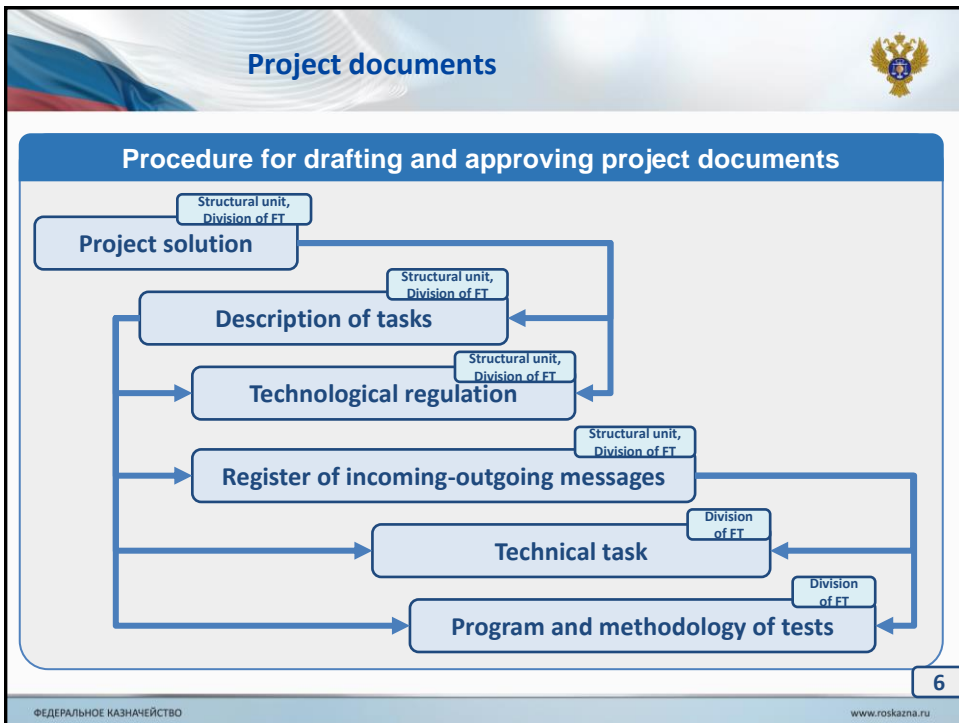 Project documents
Procedure for drafting and approving project documents
Structural unit,
Division of FT
Project solution
Structural unit,
Division of FT
Description of tasks
Structural unit,
Division of FT
Technological regulation
Structural unit,
Division of FT
Register of incoming-outgoing messages
Division
of FT
Technical task
Division
of FT
Program and methodology of tests
6
ФЕДЕРАЛЬНОЕ КАЗНАЧЕЙСТВО
www.roskazna.ru